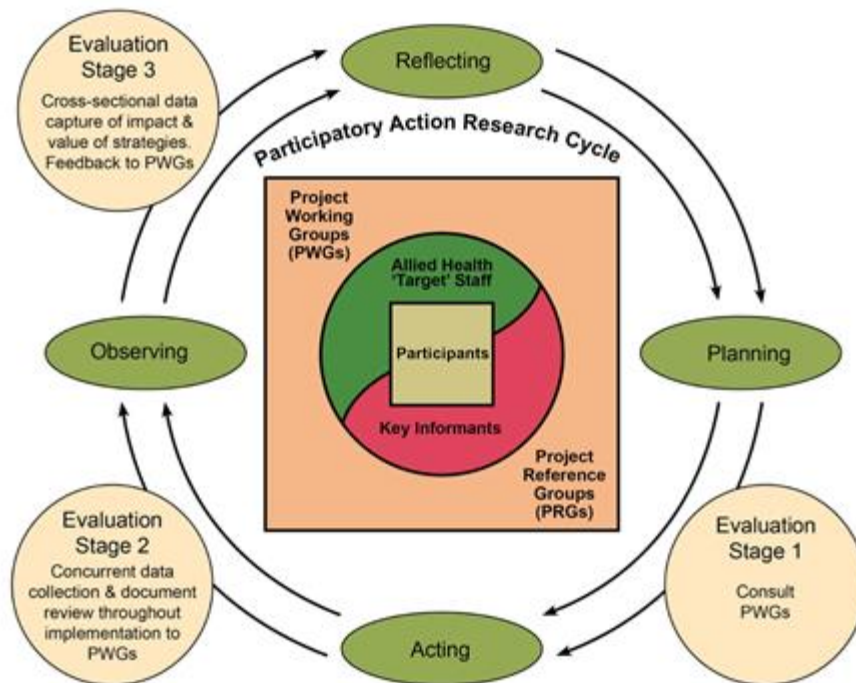 Evaluation
Stage 3
Cross-sectional data
capture of impact &
value of strategies.
Feedback to PWGs
Reflecting
Participatory Action Research Cycle
Project
Working
Groups
(PWGs)
Allied Health
'Target' Staff
Observing
Participants
Planning
Key Informants
Project
Reference
Groups
(PRGs)
Evaluation
Stage 2
Concurrent data
collection & document
review throughout
implementation to
PWGs
Evaluation
Stage 1
Consult
PWGs
Acting